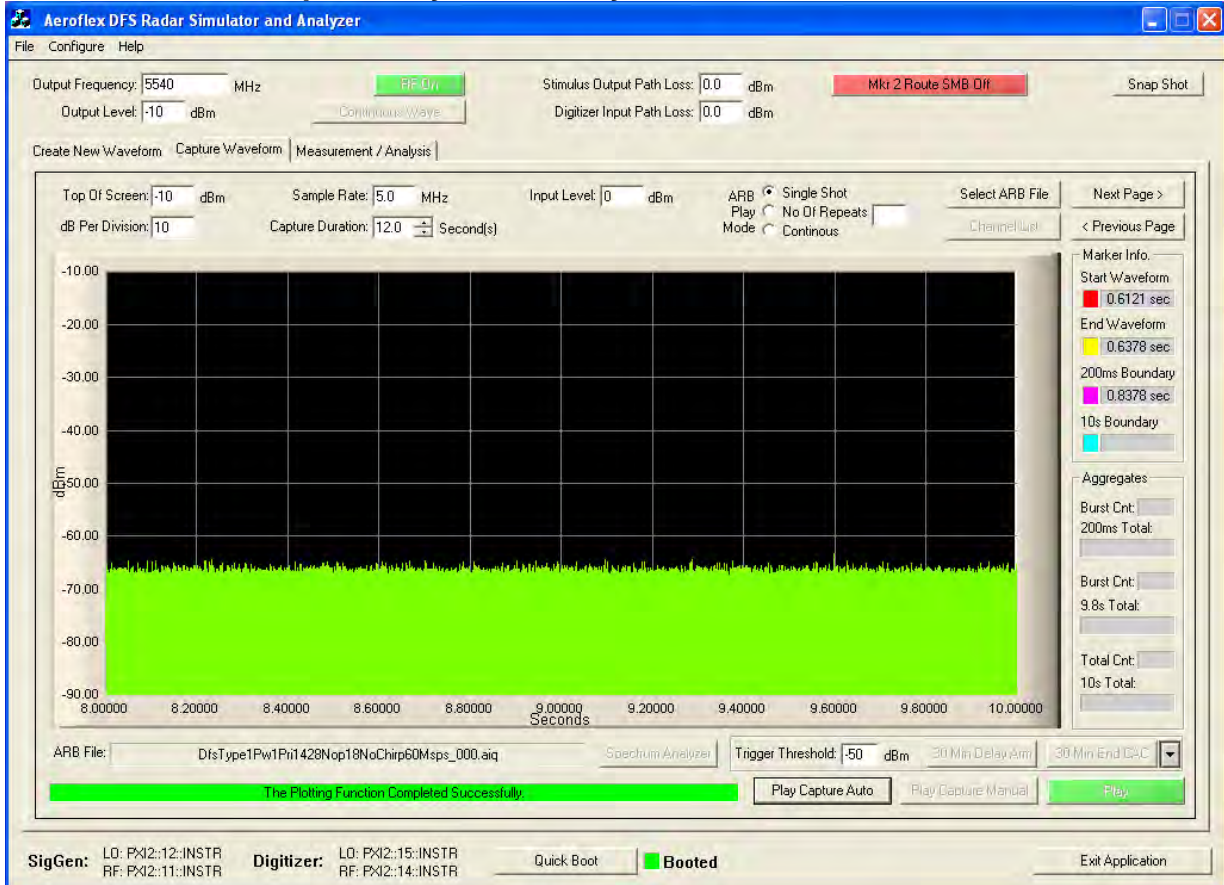 Aeroflex DFS Radar Simulator and Analyzer
File Configure Help
Output Frequency: 5540 MHz
RF On
Stimulus Output Path Loss: 0.0 dBm
Mkr 2 Route SMB Off
Snap Shot
Output Level: -10 dBm
Continuous Wave
Digitizer Input Path Loss: 0.0 dBm
Create New Waveform Capture Waveform Measurement / Analysis
Top Of Screen: -10 dBm
Sample Rate: 5.0 MHz
Input Level: 0 dBm
ARB Play Mode
Single Shot
No Of Repeats
Continous
Select ARB File
Next Page >
dB Per Division: 10
Capture Duration: 12.0 Second(s)
Channel List
< Previous Page
-10.00
-20.00
-30.00
-40.00
-50.00
-60.00
-70.00
-80.00
-90.00
dBm
8.00000 8.20000 8.40000 8.60000 8.80000 9.00000 9.20000 9.40000 9.60000 9.80000 10.00000
Seconds
Marker Info.
Start Waveform
0.6121 sec
End Waveform
0.6378 sec
200ms Boundary
0.8378 sec
10s Boundary
Aggregates
Burst Cnt:
200ms Total:
Burst Cnt:
9.8s Total:
Total Cnt:
10s Total:
ARB File: DfsType1Pw1Pri1428Nop18NoChirp60Msps_000.aiq
Spectrum Analyzer
Trigger Threshold: -50 dBm
30 Min Delay Arm
30 Min End CAC
The Plotting Function Completed Successfully.
Play Capture Auto
Play Capture Manual
Play
SigGen: LO: PXI2::12::INSTR
RF: PXI2::11::INSTR
Digitizer: LO: PXI2::15::INSTR
RF: PXI2::14::INSTR
Quick Boot
Booted
Exit Application